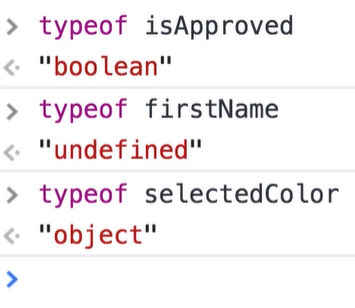 > typeof isApproved
<· "boolean"
> typeof firstName
<· "undefined"
> typeof selectedColor
<· "object"
>